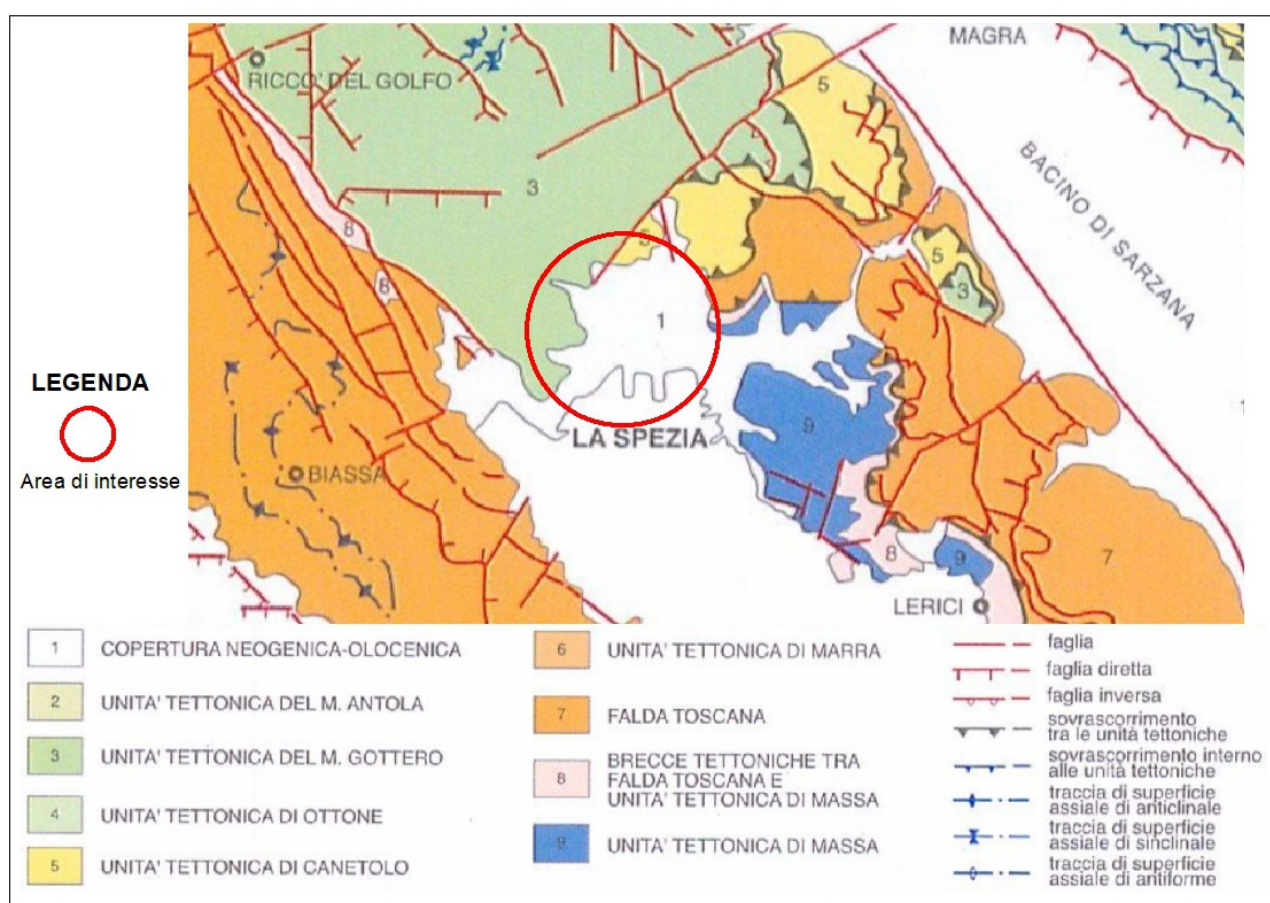 MAGRA
RICCO' DEL GOLFO
5
BACINO DI SARZANA
3
8
5
5
8
3
1
LEGENDA
9
LA SPEZIA
Area di interesse
BIASSA
8
9
7
LERICI
1 COPERTURA NEOGENICA-OLOCENICA
2 UNITA' TETTONICA DEL M. ANTOLA
3 UNITA' TETTONICA DEL M. GOTTERO
4 UNITA' TETTONICA DI OTTONE
5 UNITA' TETTONICA DI CANETOLO
6 UNITA' TETTONICA DI MARRA
7 FALDA TOSCANA
8 BRECCE TETTONICHE TRA
FALDA TOSCANA E
UNITA' TETTONICA DI MASSA
9 UNITA' TETTONICA DI MASSA
faglia
faglia diretta
faglia inversa
sovrascorrimento
tra le unità tettoniche
sovrascorrimento interno
alle unità tettoniche
traccia di superficie
assiale di anticlinale
traccia di superficie
assiale di sinclinale
traccia di superficie
assiale di antiforme